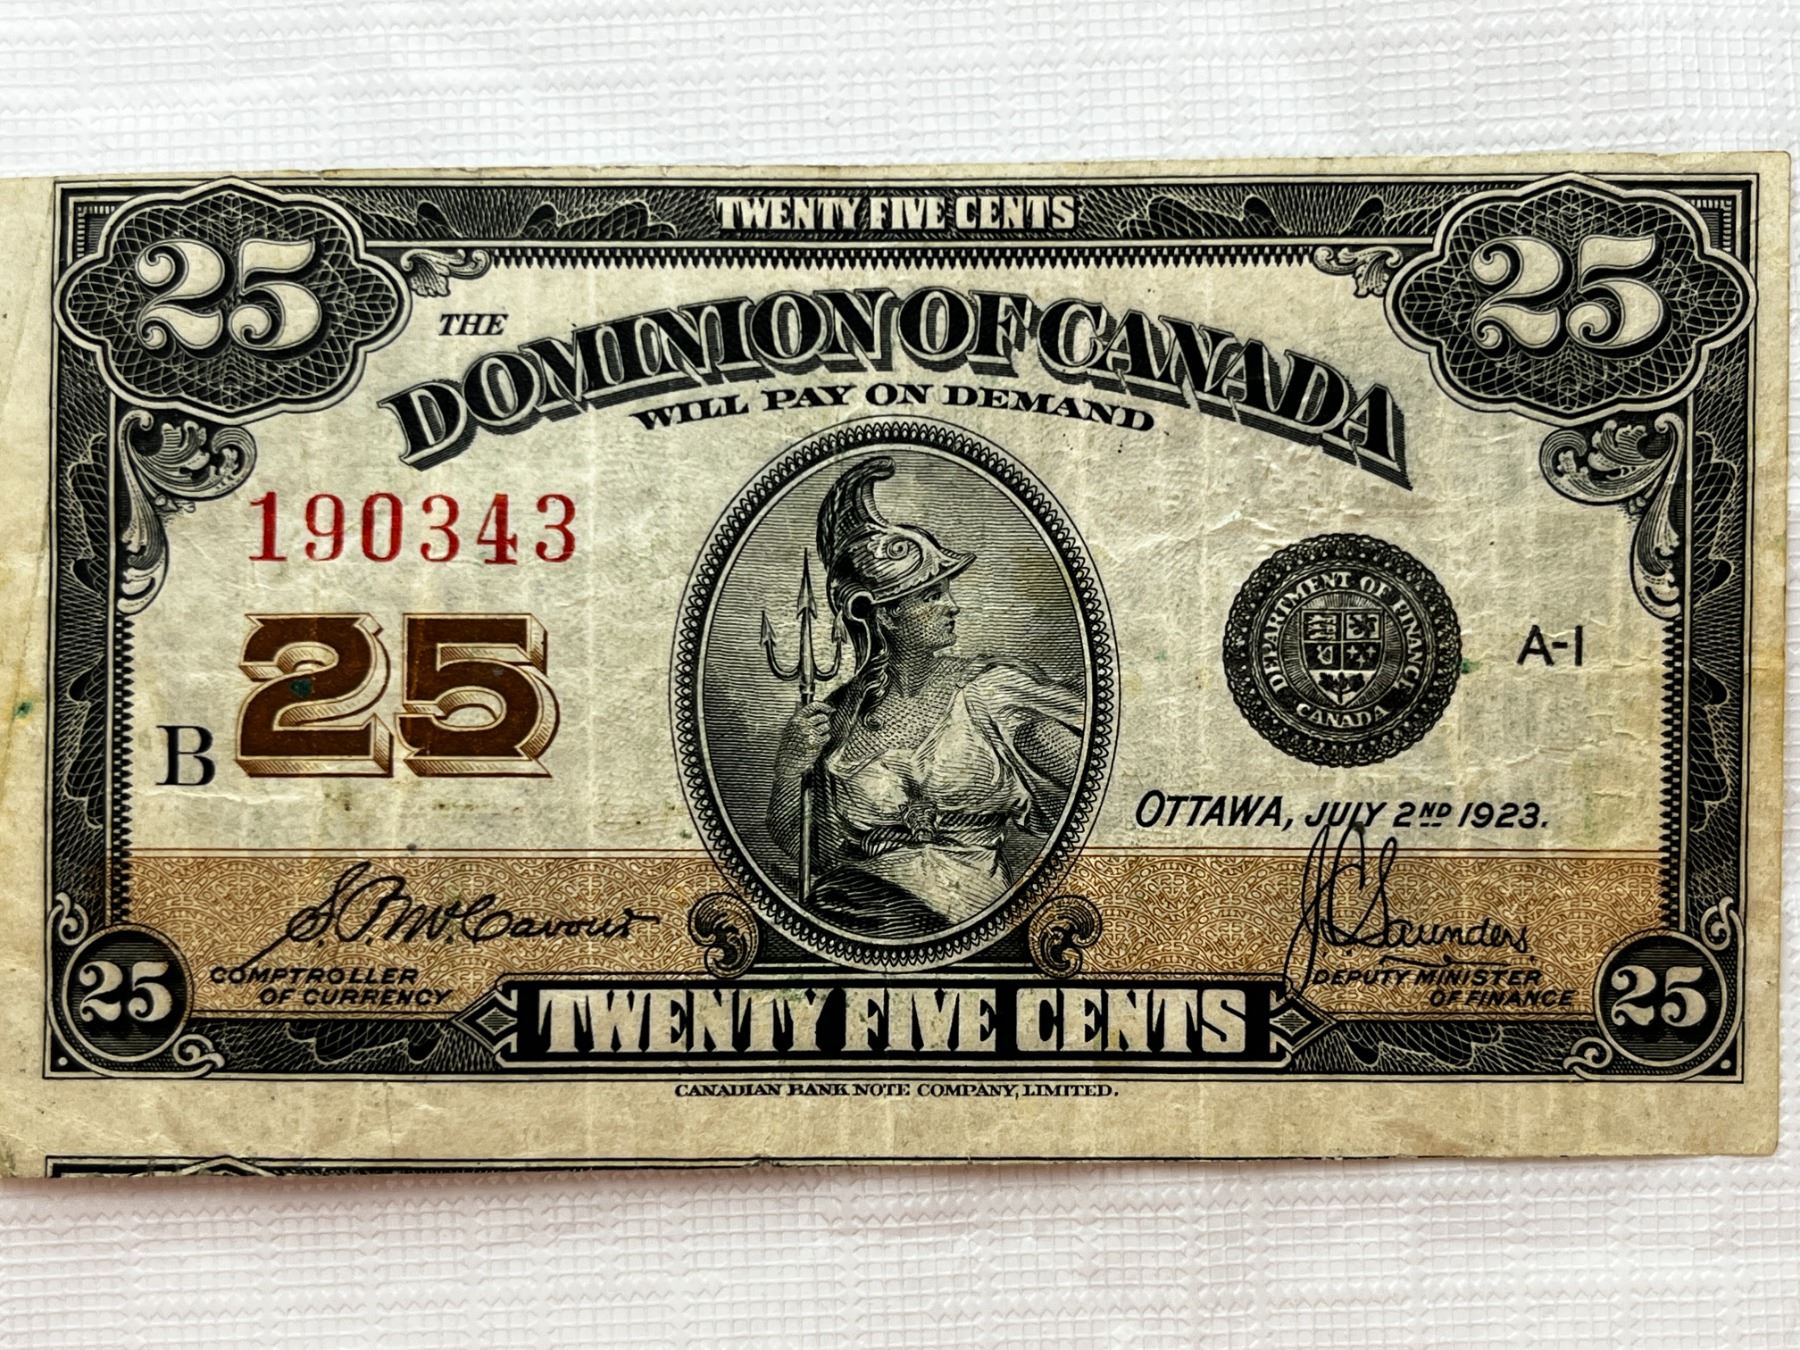 TWENTY FIVE CENTS
25 25
THE
DOMINION OF CANADA
WILL PAY ON DEMAND
190343
DEPARTMENT OF FINANCE
CANADA
A-1
B 25
OTTAWA, JULY 2ND 1923.
J C Saunders
COMPTROLLER
OF CURRENCY
DEPUTY MINISTER
OF FINANCE
25 25
TWENTY FIVE CENTS
CANADIAN BANK NOTE COMPANY, LIMITED.